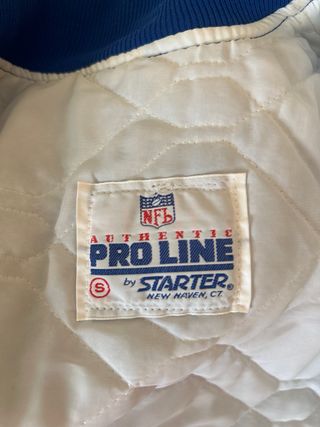 NFL
AUTHENTIC
PRO LINE
S by STARTER®
NEW HAVEN, CT.